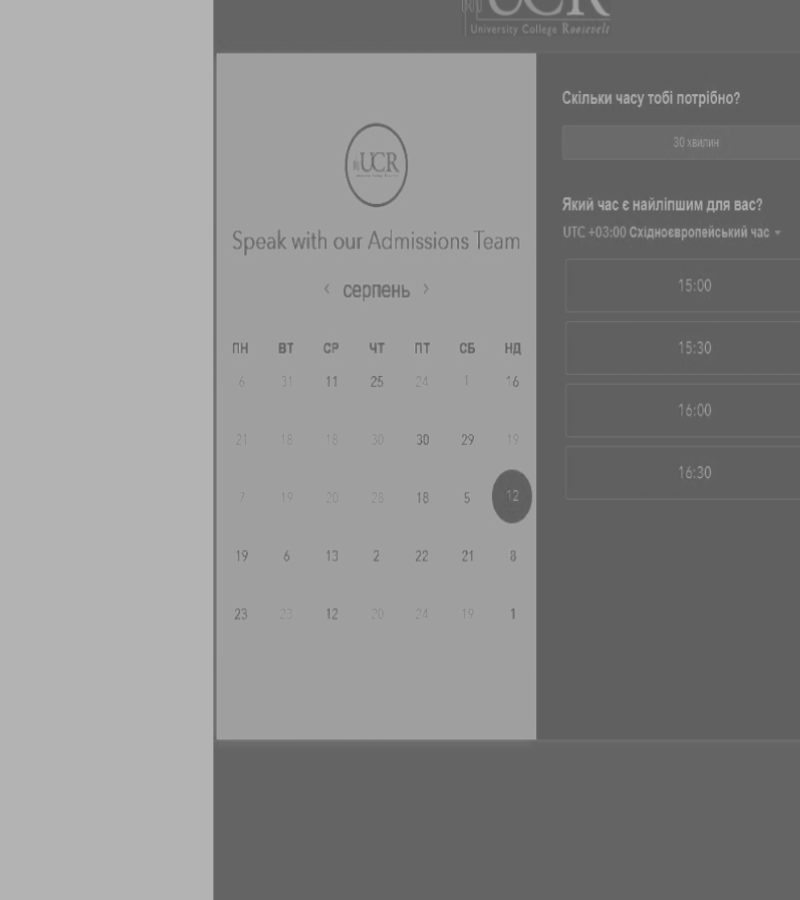 UCR
University College Roosevelt
UCR
Speak with our Admissions Team
‹ серпень ›
ПН ВТ СР ЧТ ПТ СБ НД
6 31 11 25 24 1 16
21 18 18 30 30 29 19
7 19 20 28 18 5 12
19 6 13 2 22 21 8
23 23 12 20 24 19 1
Скільки часу тобі потрібно?
30 хвилин
Який час є найліпшим для вас?
UTC +03:00 Східноєвропейський час
15:00
15:30
16:00
16:30